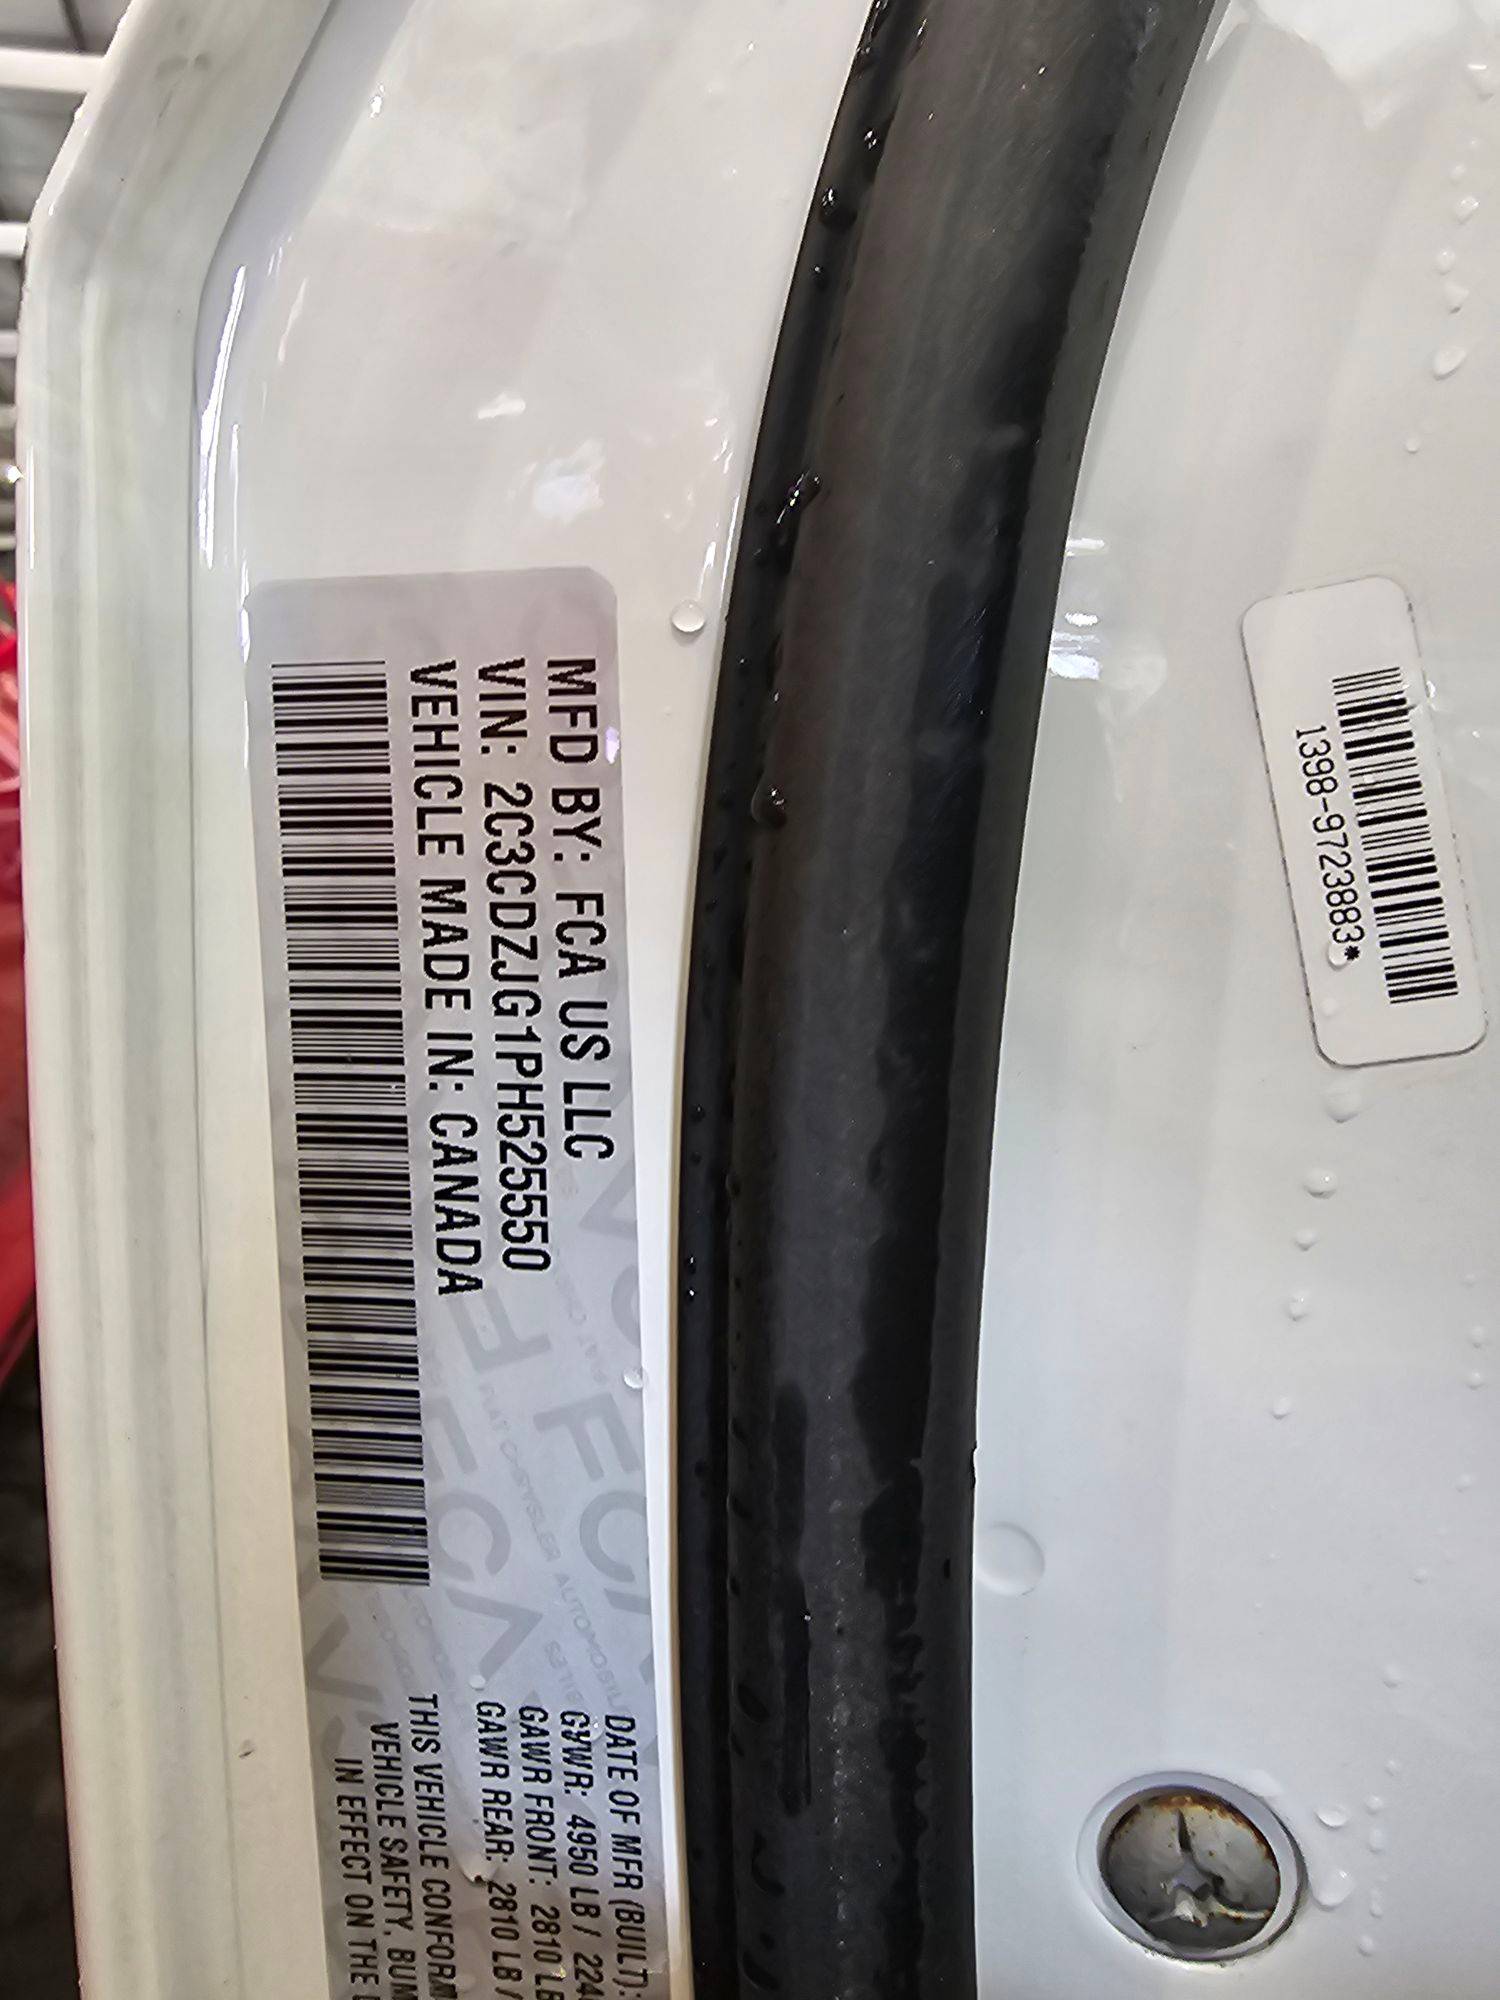 MFD BY: FCA US LLC
VIN: 2C3CDZJG1PH525550
VEHICLE MADE IN: CANADA
DATE OF MFR (BUILT):
GVWR: 4950 LB /
GAWR FRONT: 2810 LB
GAWR REAR: 2810 LB /
THIS VEHICLE CONFORM
VEHICLE SAFETY, BUM
IN EFFECT ON THE
FCA
1398-9723883*